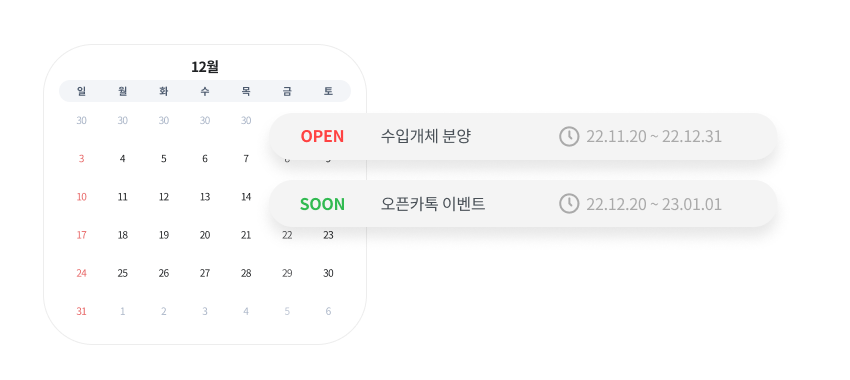 12월
일 월 화 수 목 금 토
30 30 30 30 30
OPEN 수입개체 분양 22.11.20 ~ 22.12.31
3 4 5 6 7
10 11 12 13 14
SOON 오픈카톡 이벤트 22.12.20 ~ 23.01.01
17 18 19 20 21 22 23
24 25 26 27 28 29 30
31 1 2 3 4 5 6